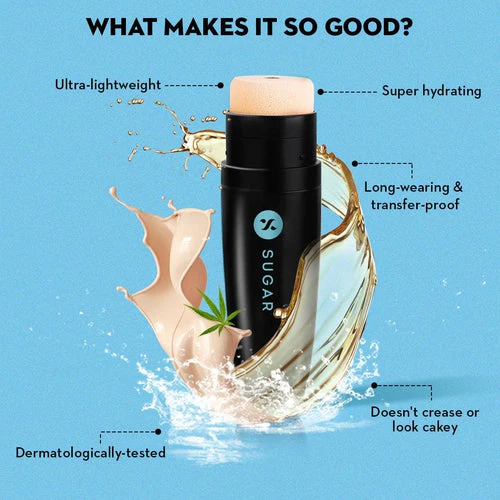 WHAT MAKES IT SO GOOD?
Ultra-lightweight
Super hydrating
Long-wearing &
transfer-proof
SUGAR
Doesn't crease or
look cakey
Dermatologically-tested